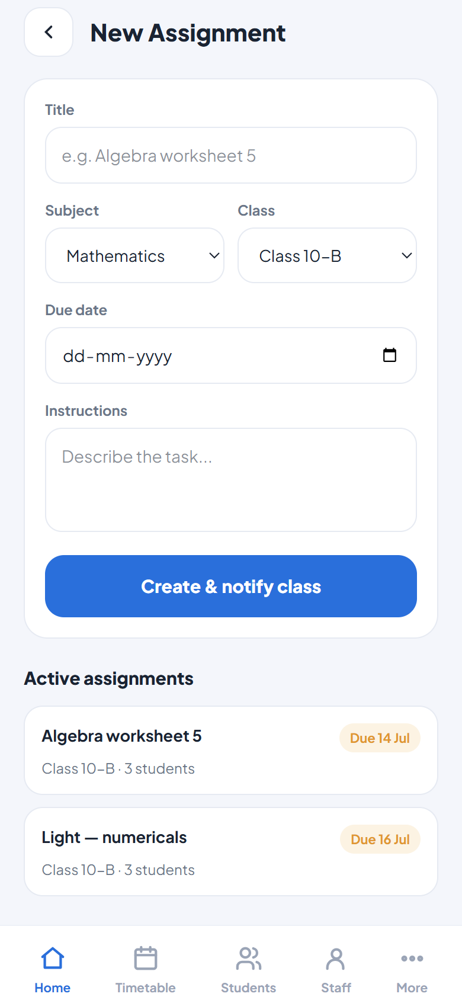 New Assignment
Title
e.g. Algebra worksheet 5
Subject
Class
Mathematics
Class 10–B
Due date
dd-mm-yyyy
Instructions
Describe the task...
Create & notify class
Active assignments
Algebra worksheet 5
Due 14 Jul
Class 10–B · 3 students
Light — numericals
Due 16 Jul
Class 10–B · 3 students
Home
Timetable
Students
Staff
More